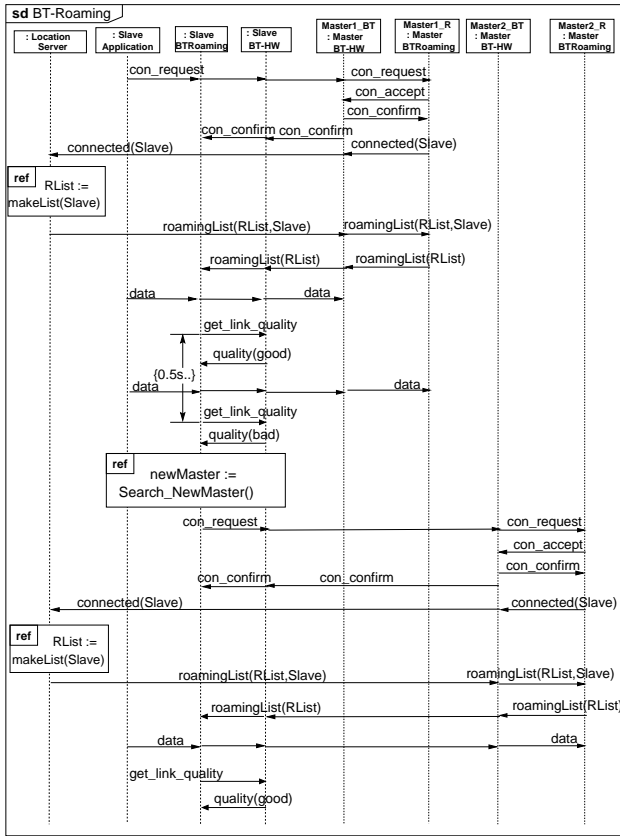 sd BT-Roaming
: Location
Server
: Slave
Application
: Slave
BTRoaming
: Slave
BT-HW
Master1_BT
: Master
BT-HW
Master1_R
: Master
BTRoaming
Master2_BT
: Master
BT-HW
Master2_R
: Master
BTRoaming
con_request
con_request
con_accept
con_confirm
con_confirm
con_confirm
connected(Slave)
connected(Slave)
ref
RList :=
makeList(Slave)
roamingList(RList,Slave)
roamingList(RList,Slave)
roamingList(RList)
roamingList(RList)
data
data
get_link_quality
quality(good)
{0.5s..}
data
data
get_link_quality
quality(bad)
ref
newMaster :=
Search_NewMaster()
con_request
con_request
con_accept
con_confirm
con_confirm
con_confirm
connected(Slave)
connected(Slave)
ref
RList :=
makeList(Slave)
roamingList(RList,Slave)
roamingList(RList,Slave)
roamingList(RList)
roamingList(RList)
data
data
get_link_quality
quality(good)